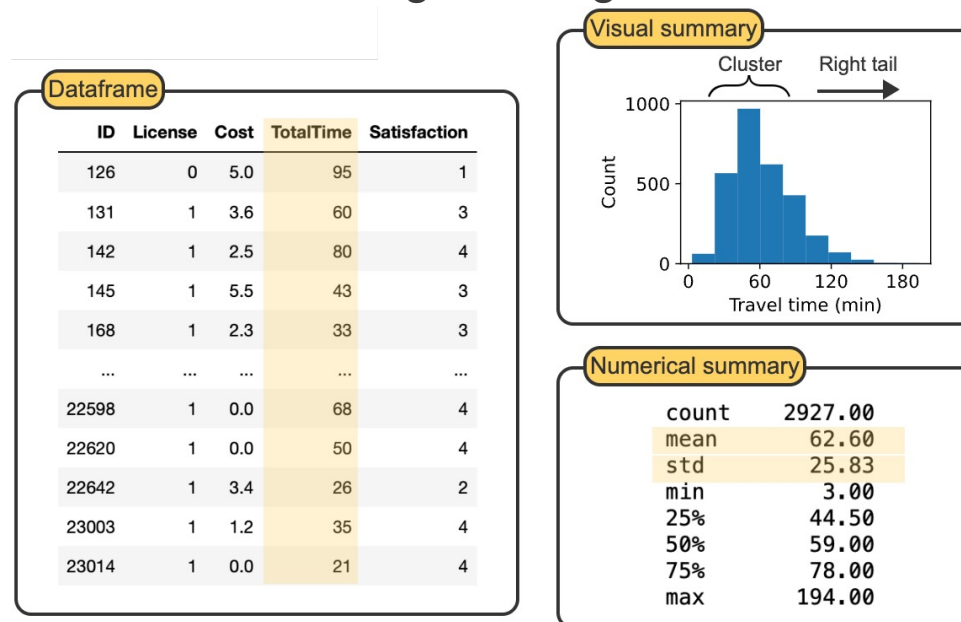 Dataframe
ID License Cost TotalTime Satisfaction
126 0 5.0 95 1
131 1 3.6 60 3
142 1 2.5 80 4
145 1 5.5 43 3
168 1 2.3 33 3
... ... ... ... ...
22598 1 0.0 68 4
22620 1 0.0 50 4
22642 1 3.4 26 2
23003 1 1.2 35 4
23014 1 0.0 21 4
Visual summary
Cluster Right tail
1000
500
0
Count
0 60 120 180
Travel time (min)
Numerical summary
count 2927.00
mean 62.60
std 25.83
min 3.00
25% 44.50
50% 59.00
75% 78.00
max 194.00